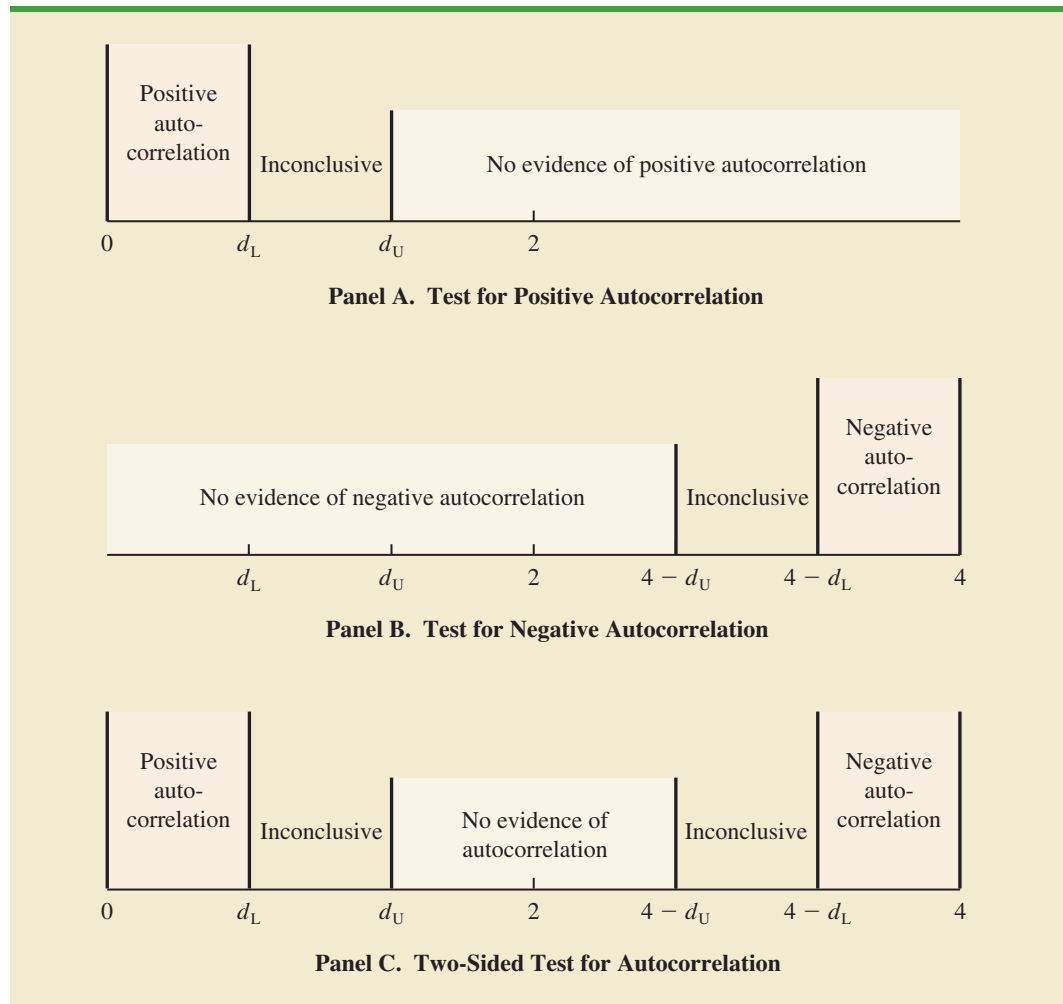 Positive
auto-
correlation
Inconclusive
No evidence of positive autocorrelation
0 d_L d_U 2
Panel A. Test for Positive Autocorrelation
Negative
auto-
correlation
No evidence of negative autocorrelation
Inconclusive
d_L d_U 2 4 − d_U 4 − d_L 4
Panel B. Test for Negative Autocorrelation
Positive
auto-
correlation
Inconclusive
No evidence of
autocorrelation
Inconclusive
Negative
auto-
correlation
0 d_L d_U 2 4 − d_U 4 − d_L 4
Panel C. Two-Sided Test for Autocorrelation